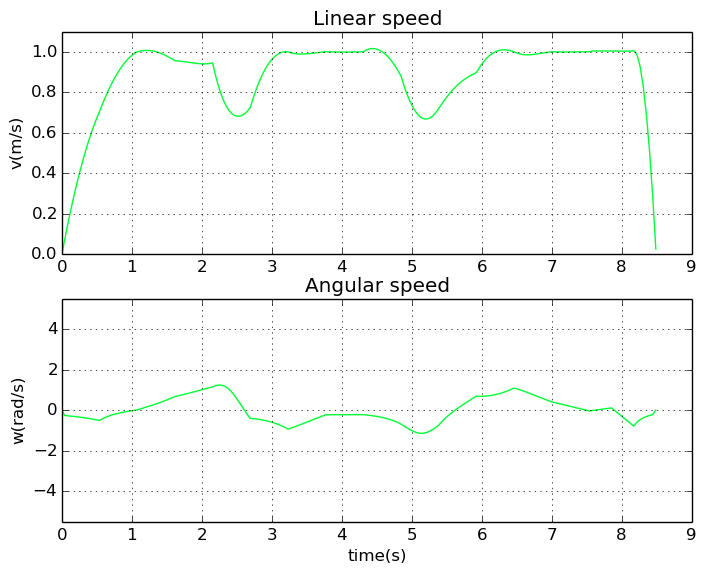 Linear speed
v(m/s)
1.0
0.8
0.6
0.4
0.2
0.0
0 1 2 3 4 5 6 7 8 9
Angular speed
w(rad/s)
4
2
0
−2
−4
0 1 2 3 4 5 6 7 8 9
time(s)